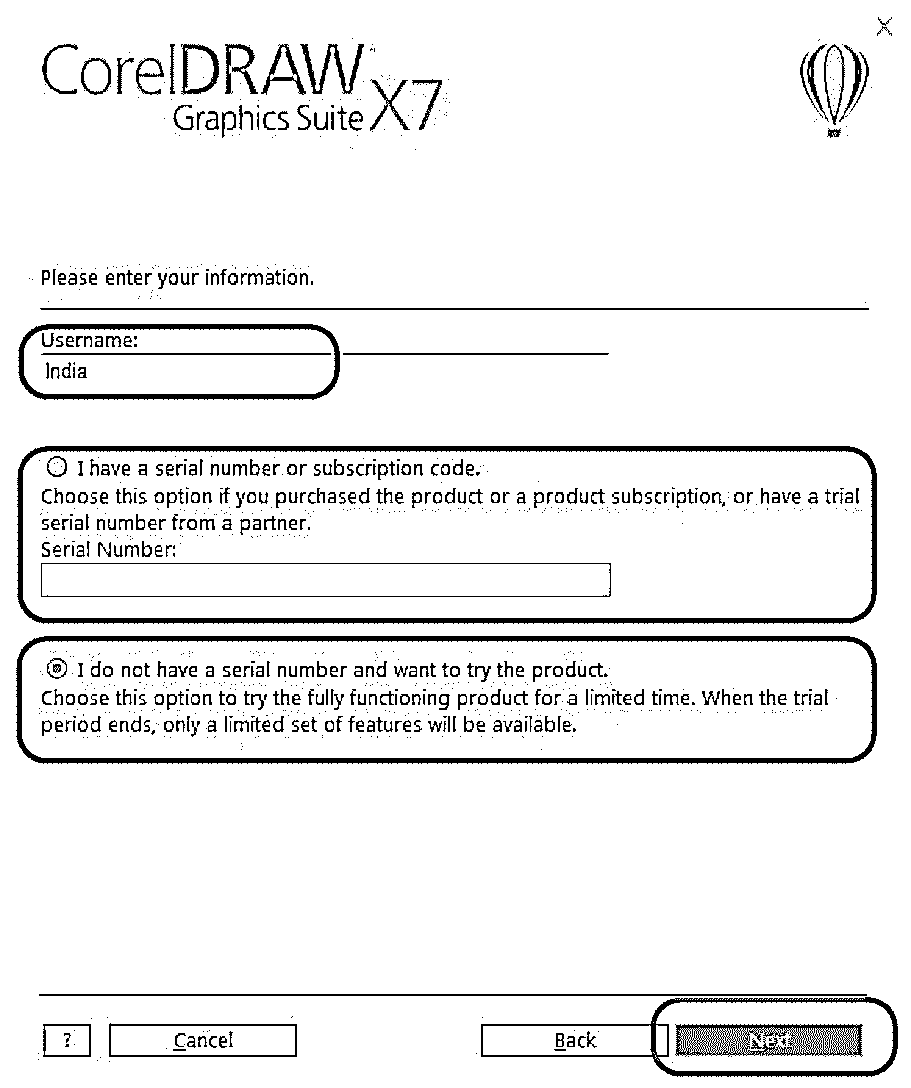 CorelDRAW
Graphics Suite X7
Please enter your information.
Username:
India
I have a serial number or subscription code.
Choose this option if you purchased the product or a product subscription, or have a trial
serial number from a partner.
Serial Number:
I do not have a serial number and want to try the product.
Choose this option to try the fully functioning product for a limited time. When the trial
period ends, only a limited set of features will be available.
? Cancel Back Next